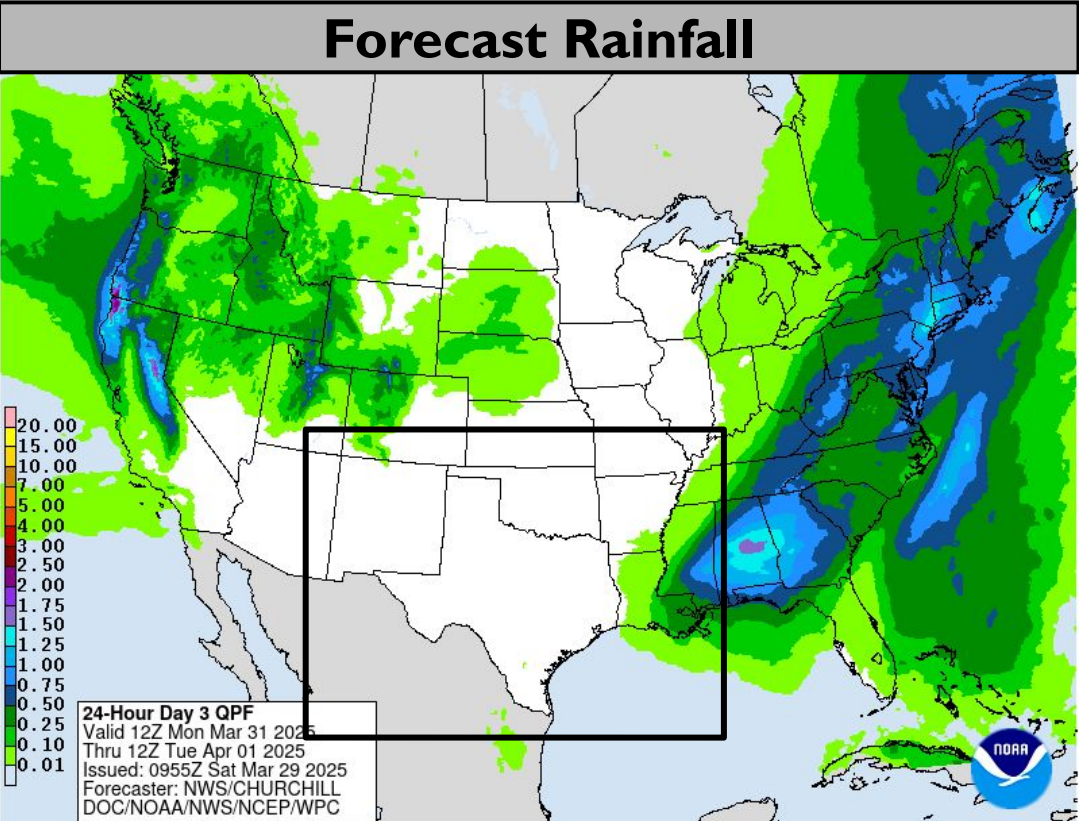 Forecast Rainfall
20.00
15.00
10.00
7.00
5.00
4.00
3.00
2.50
2.00
1.75
1.50
1.25
1.00
0.75
0.50
0.25
0.10
0.01
24-Hour Day 3 QPF
Valid 12Z Mon Mar 31 2025
Thru 12Z Tue Apr 01 2025
Issued: 0955Z Sat Mar 29 2025
Forecaster: NWS/CHURCHILL
DOC/NOAA/NWS/NCEP/WPC
NOAA